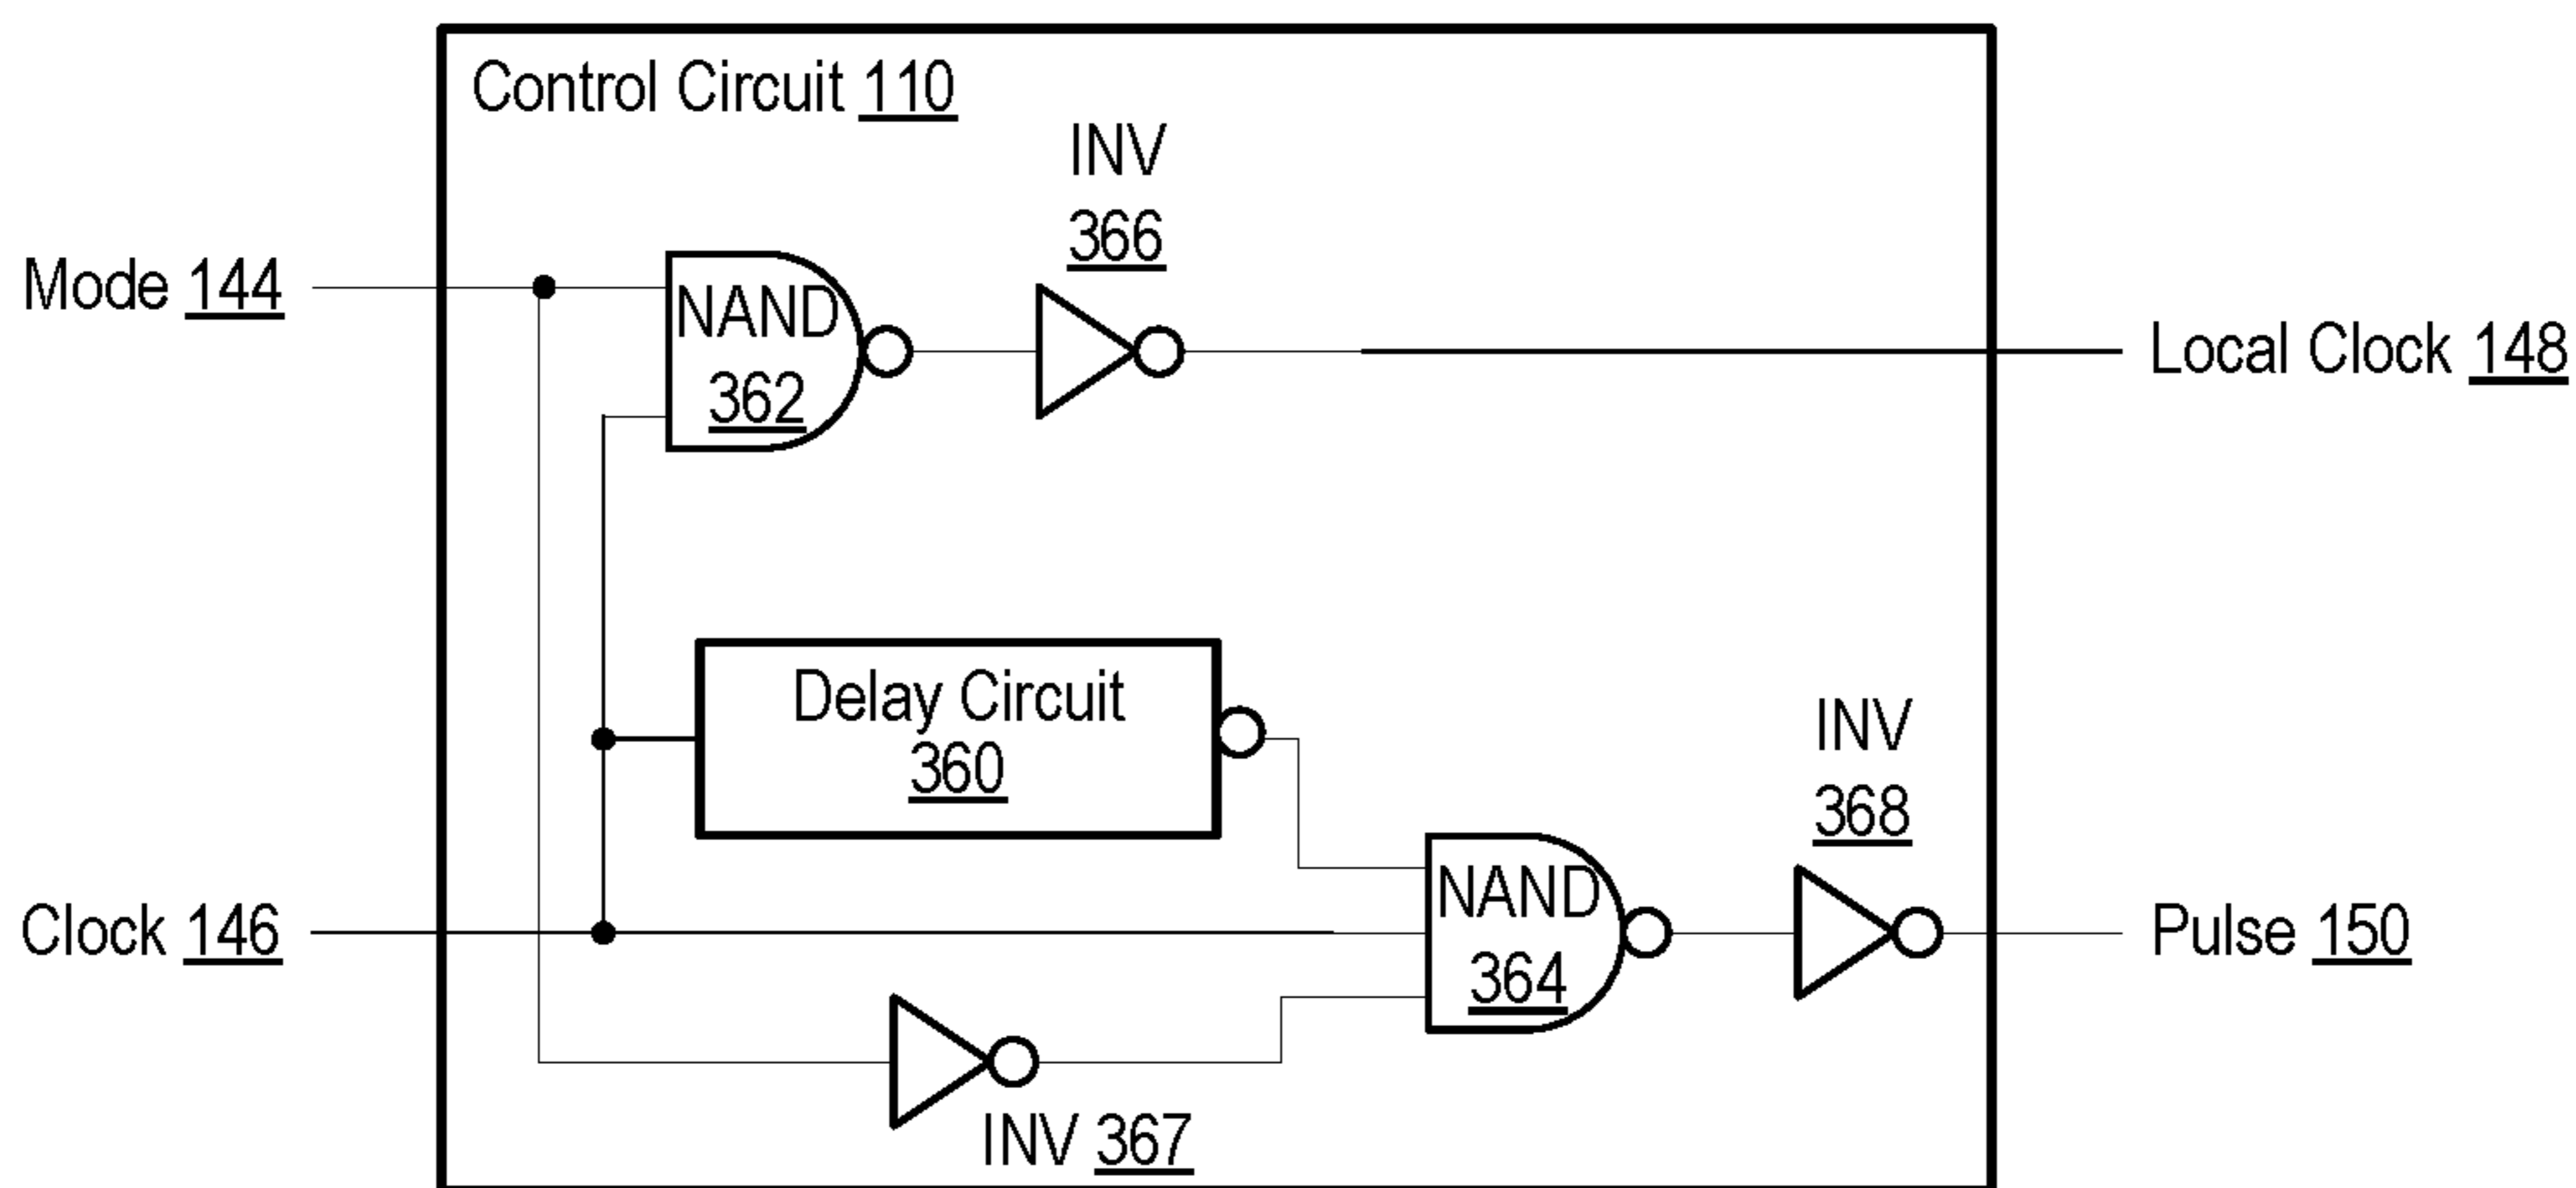 Control Circuit 110
INV
366
Mode 144
NAND
362
Local Clock 148
Delay Circuit
360
INV
368
Clock 146
NAND
364
Pulse 150
INV 367